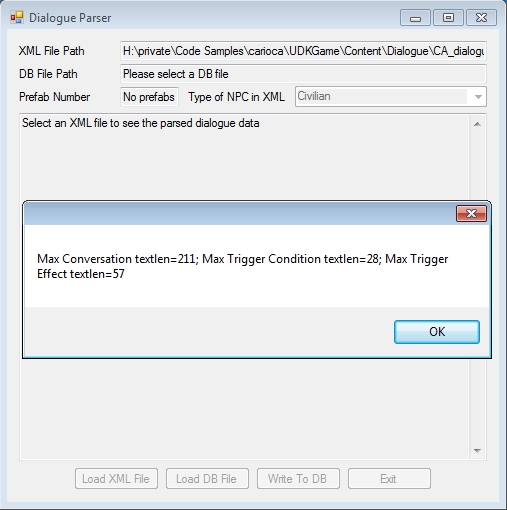 Dialogue Parser
XML File Path H:\private\Code Samples\carioca\UDKGame\Content\Dialogue\CA_dialogu
DB File Path Please select a DB file
Prefab Number No prefabs Type of NPC in XML Civilian
Select an XML file to see the parsed dialogue data
Max Conversation textlen=211; Max Trigger Condition textlen=28; Max Trigger
Effect textlen=57
OK
Load XML File Load DB File Write To DB Exit